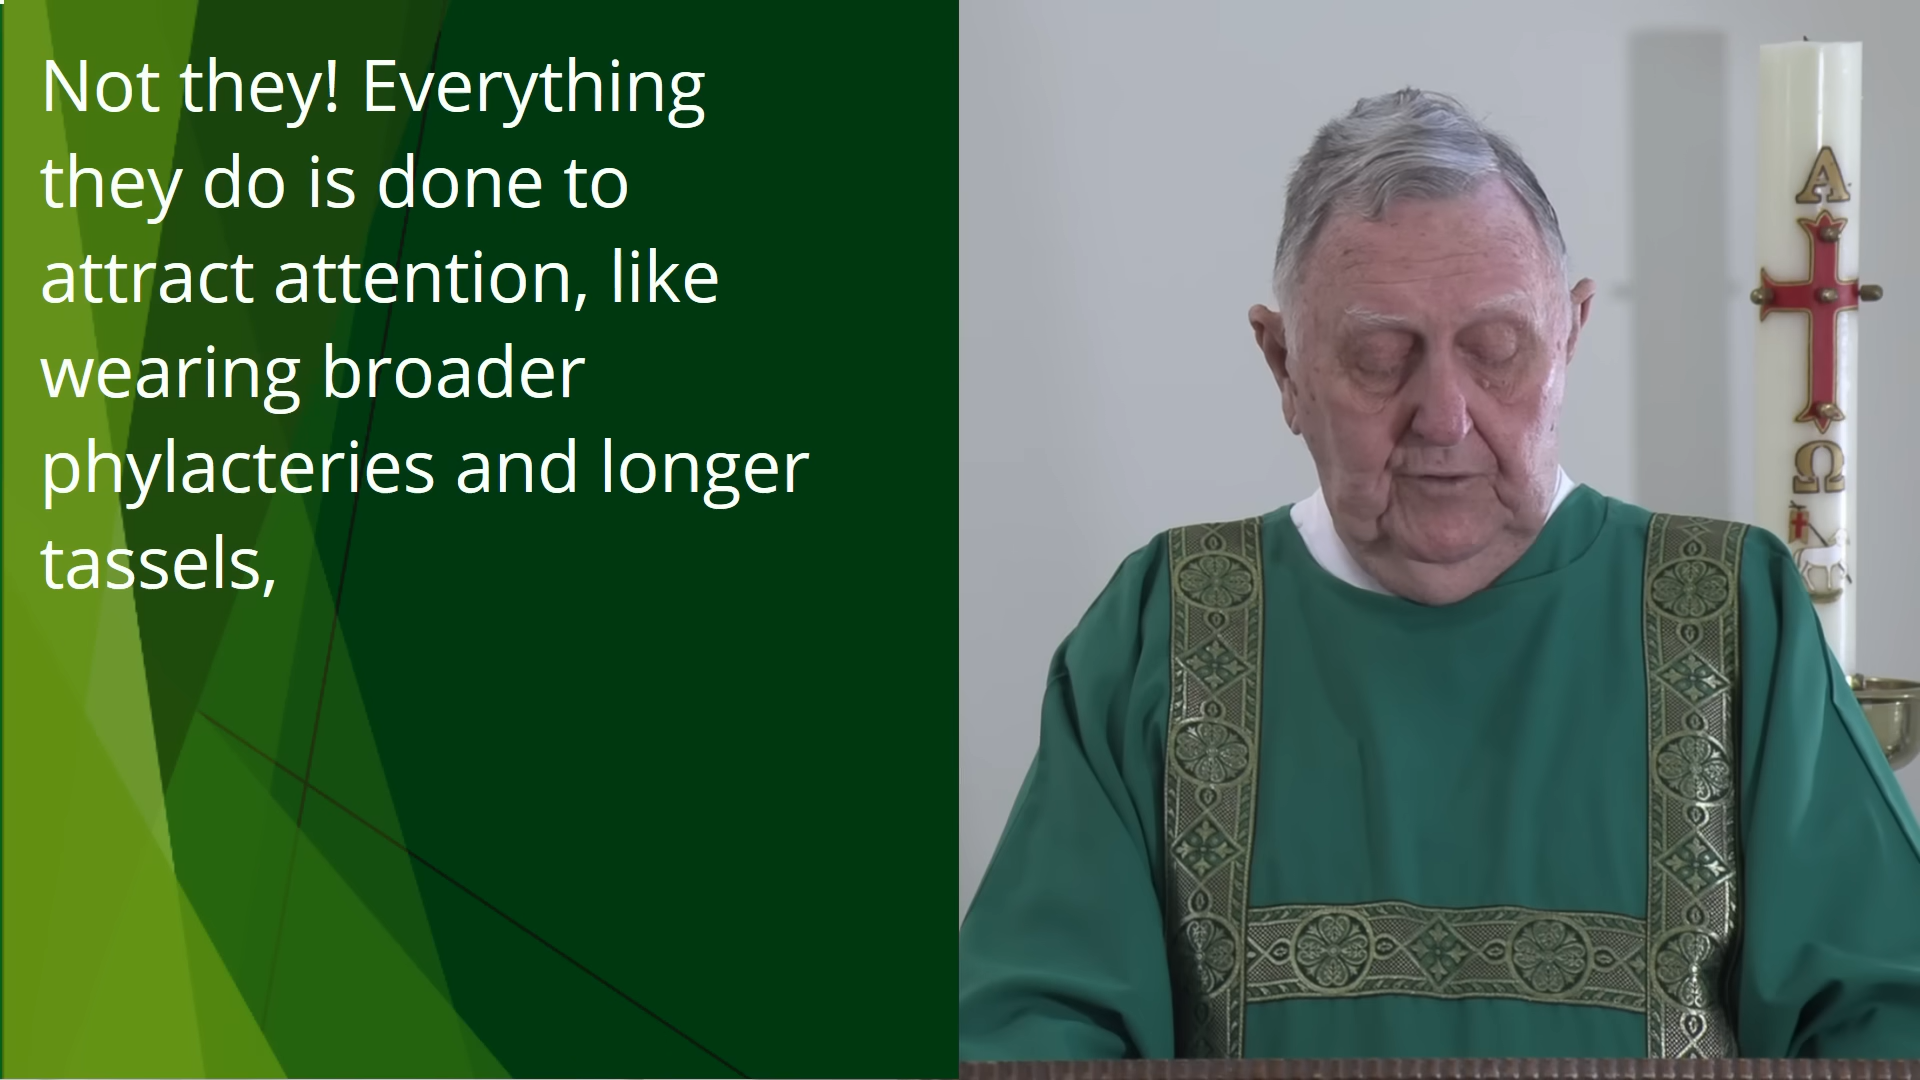 Not they! Everything
they do is done to
attract attention, like
wearing broader
phylacteries and longer
tassels,
Α
Ω